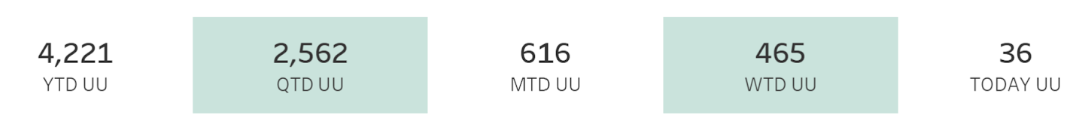 4,221
YTD UU
2,562
QTD UU
616
MTD UU
465
WTD UU
36
TODAY UU